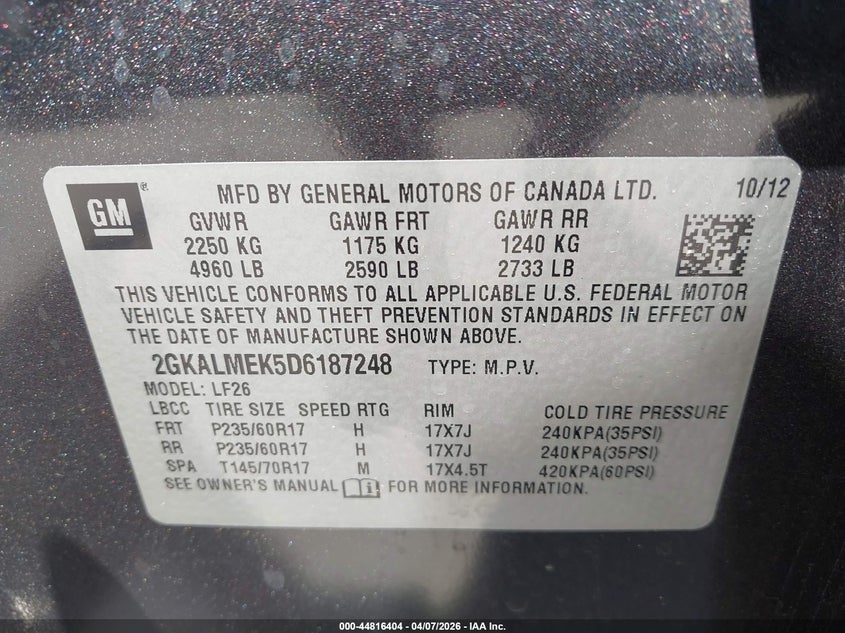 GM
MFD BY GENERAL MOTORS OF CANADA LTD. 10/12
GVWR GAWR FRT GAWR RR
2250 KG 1175 KG 1240 KG
4960 LB 2590 LB 2733 LB
THIS VEHICLE CONFORMS TO ALL APPLICABLE U.S. FEDERAL MOTOR
VEHICLE SAFETY AND THEFT PREVENTION STANDARDS IN EFFECT ON
THE DATE OF MANUFACTURE SHOWN ABOVE.
2GKALMEK5D6187248 TYPE: M.P.V.
MODEL: LF26
LBCC TIRE SIZE SPEED RTG RIM COLD TIRE PRESSURE
FRT P235/60R17 H 17X7J 240KPA(35PSI)
RR P235/60R17 H 17X7J 240KPA(35PSI)
SPA T145/70R17 M 17X4.5T 420KPA(60PSI)
SEE OWNER'S MANUAL i FOR MORE INFORMATION.
000-44816404 - 04/07/2026 - IAA Inc.